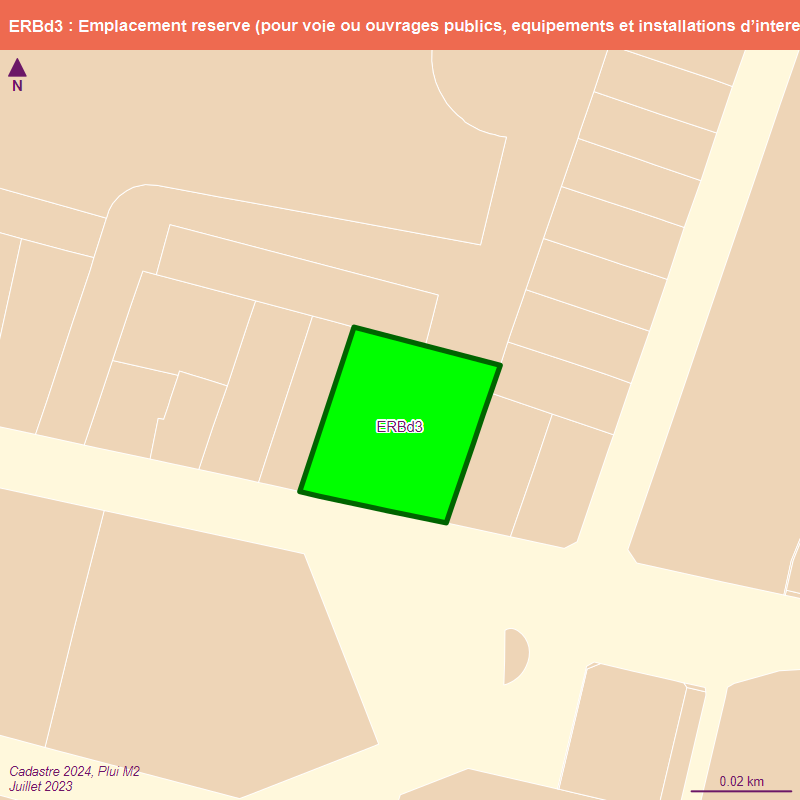 ERBd3 : Emplacement reserve (pour voie ou ouvrages publics, equipements et installations d’intere
N
ERBd3
Cadastre 2024, Plui M2
Juillet 2023
0.02 km